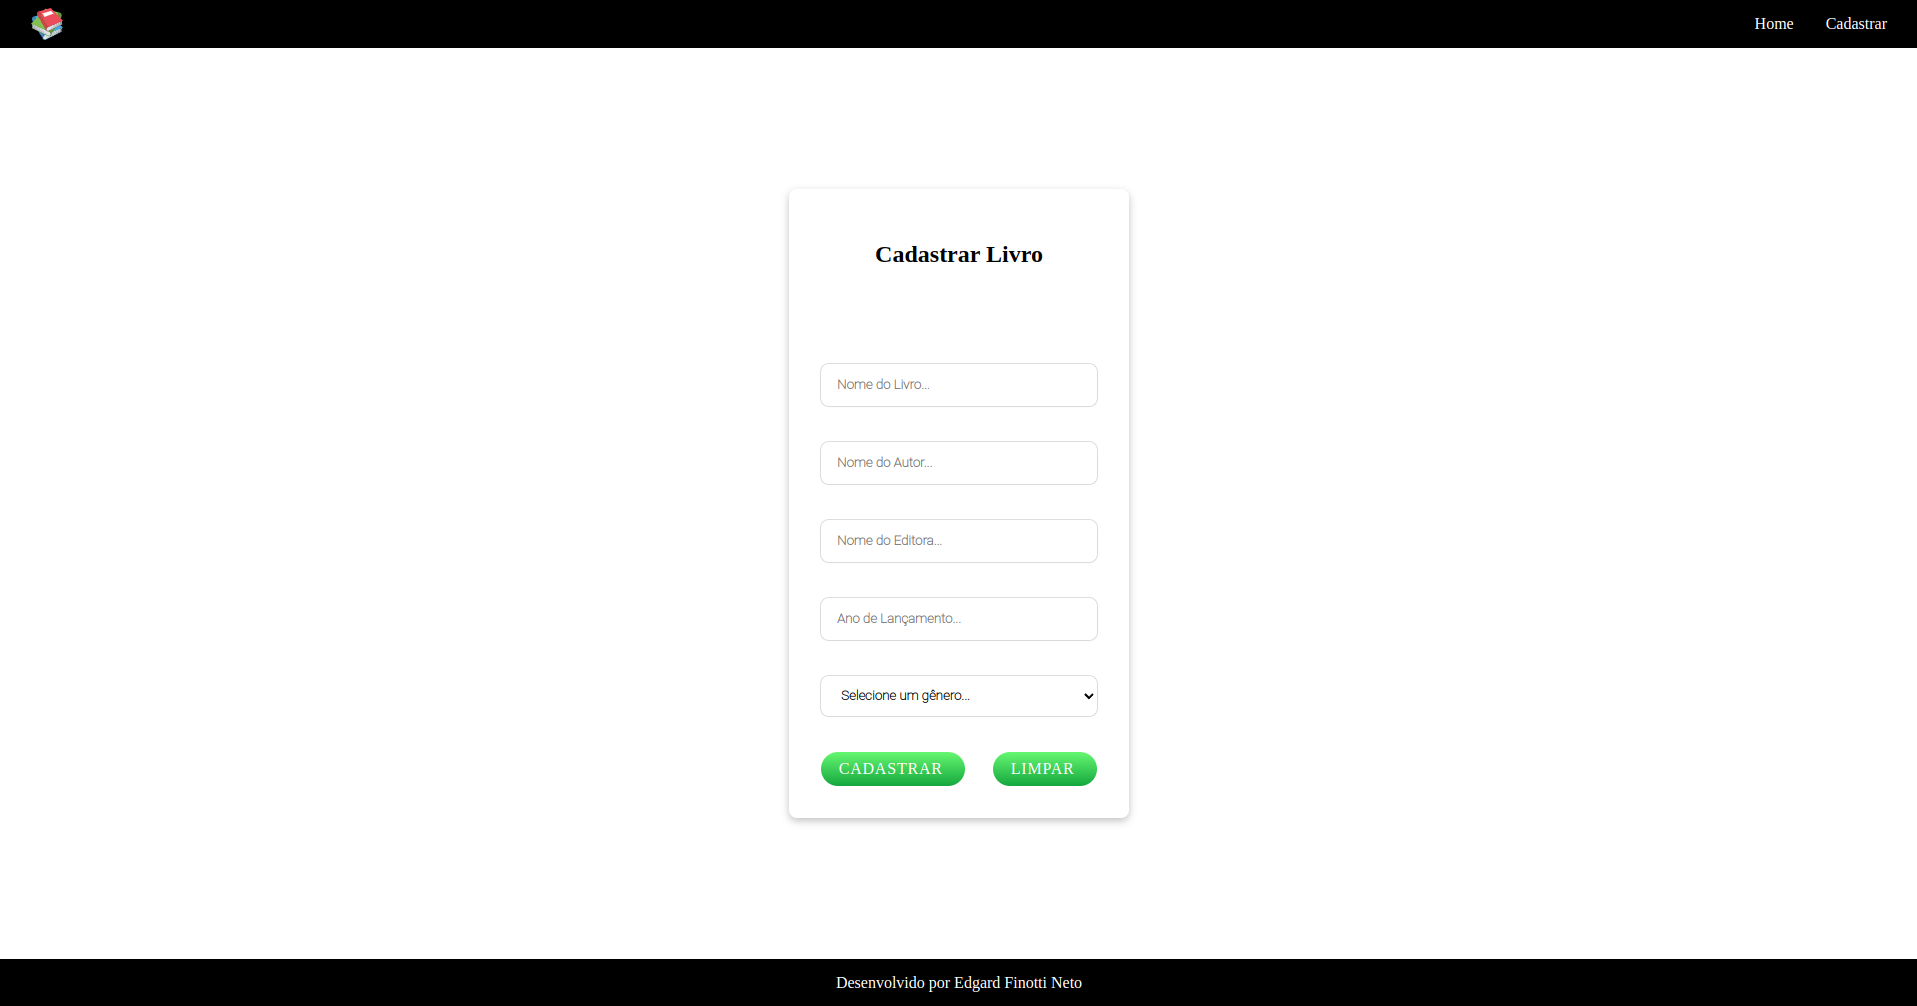 Home Cadastrar
Cadastrar Livro
Nome do Livro...
Nome do Autor...
Nome do Editora...
Ano de Lançamento...
Selecione um gênero...
CADASTRAR LIMPAR
Desenvolvido por Edgard Finotti Neto